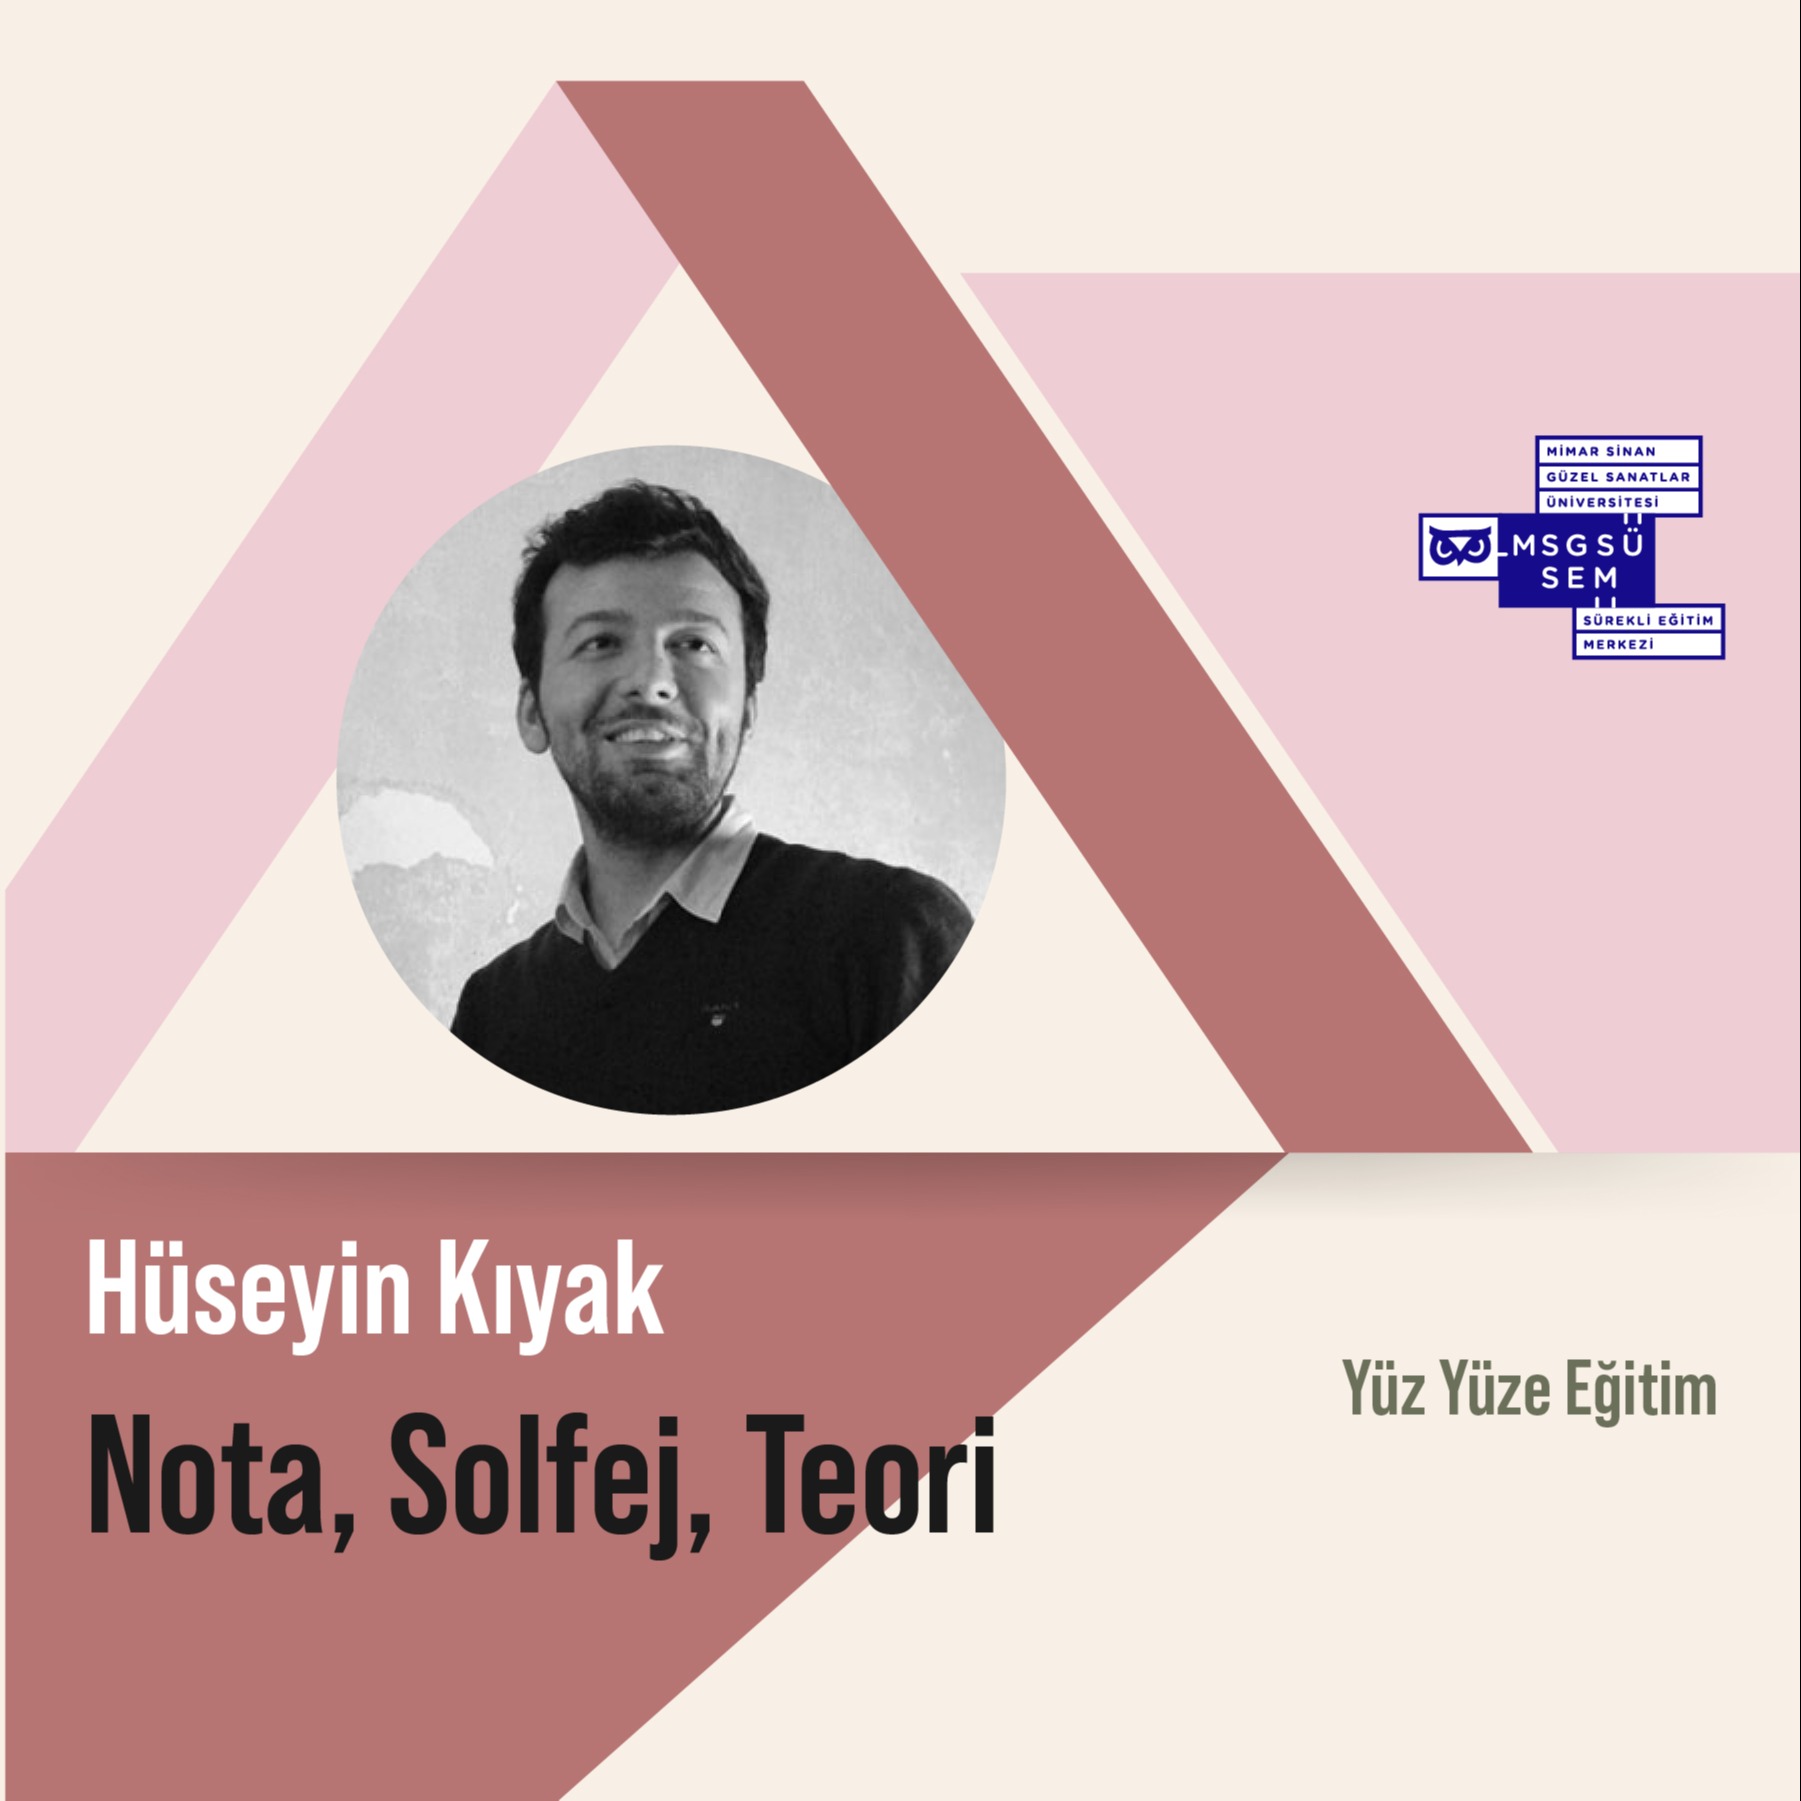 MİMAR SİNAN
GÜZEL SANATLAR
ÜNİVERSİTESİ
MSGSÜ
SEM
SÜREKLİ EĞİTİM
MERKEZİ
Hüseyin Kıyak
Nota, Solfej, Teori
Yüz Yüze Eğitim